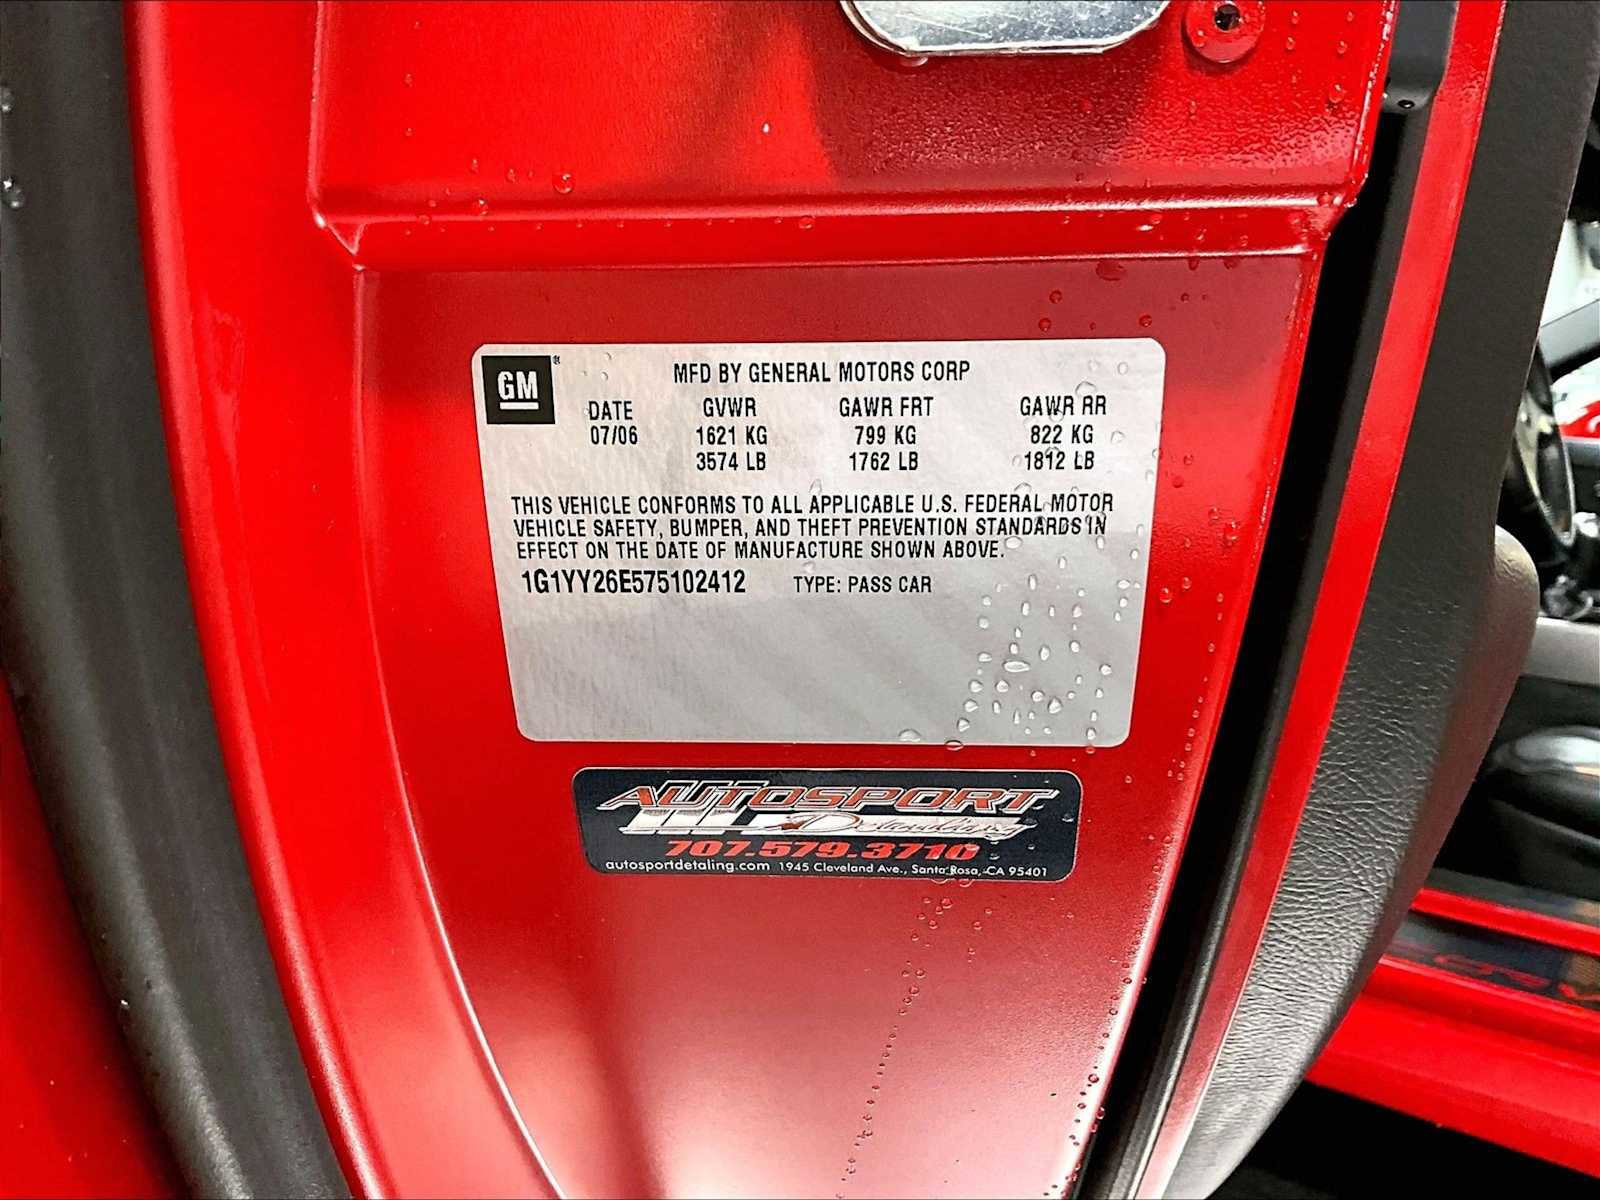 GM
MFD BY GENERAL MOTORS CORP
DATE GVWR GAWR FRT GAWR RR
07/06 1621 KG 799 KG 822 KG
3574 LB 1762 LB 1812 LB
THIS VEHICLE CONFORMS TO ALL APPLICABLE U.S. FEDERAL MOTOR
VEHICLE SAFETY, BUMPER, AND THEFT PREVENTION STANDARDS IN
EFFECT ON THE DATE OF MANUFACTURE SHOWN ABOVE.
1G1YY26E575102412 TYPE: PASS CAR
AUTOSPORT
Detailing
707.579.3710
autosportdetaling.com 1945 Cleveland Ave., Santa Rosa, CA 95401